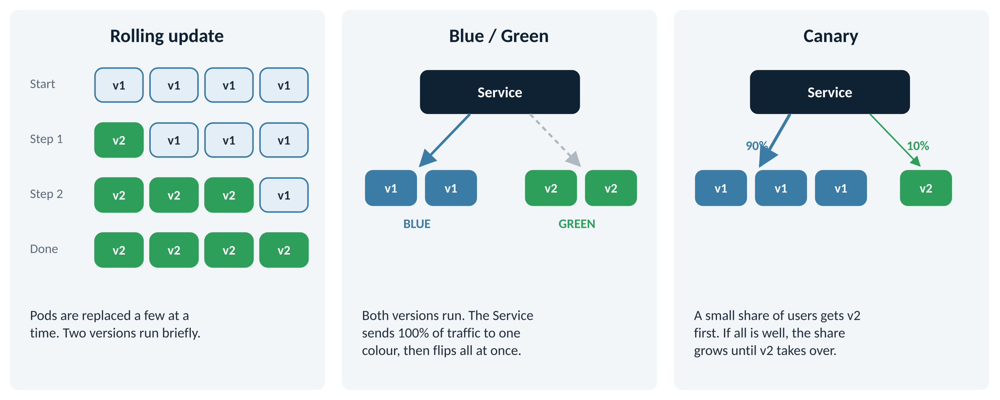 Rolling update
Start v1 v1 v1 v1
Step 1 v2 v1 v1 v1
Step 2 v2 v2 v2 v1
Done v2 v2 v2 v2
Pods are replaced a few at a
time. Two versions run briefly.
Blue / Green
Service
v1 v1 v2 v2
BLUE GREEN
Both versions run. The Service
sends 100% of traffic to one
colour, then flips all at once.
Canary
Service
90% 10%
v1 v1 v1 v2
A small share of users gets v2
first. If all is well, the share
grows until v2 takes over.